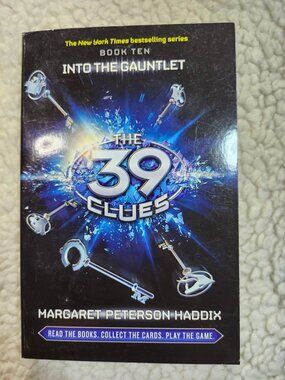 The New York Times bestselling series
BOOK TEN
INTO THE GAUNTLET
THE
39
CLUES
MARGARET PETERSON HADDIX
READ THE BOOKS. COLLECT THE CARDS. PLAY THE GAME.